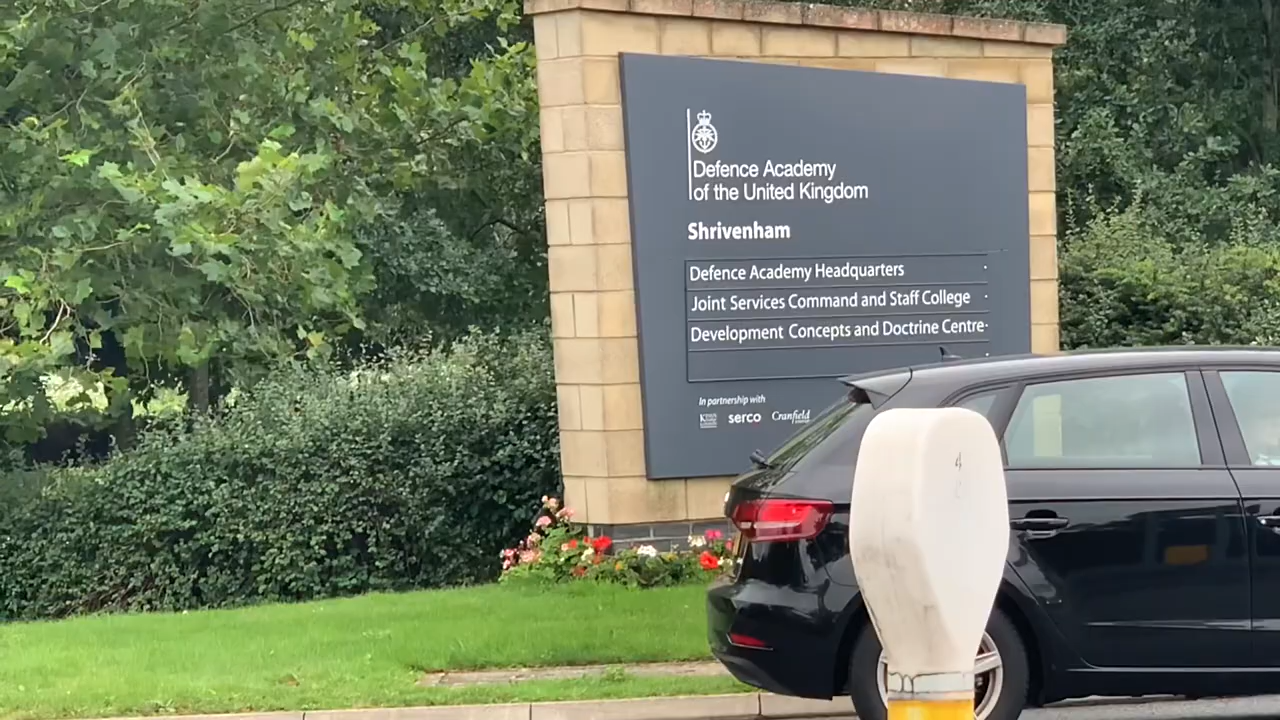 Defence Academy
of the United Kingdom
Shrivenham
Defence Academy Headquarters
Joint Services Command and Staff College
Development Concepts and Doctrine Centre
In partnership with
serco
Cranfield
4